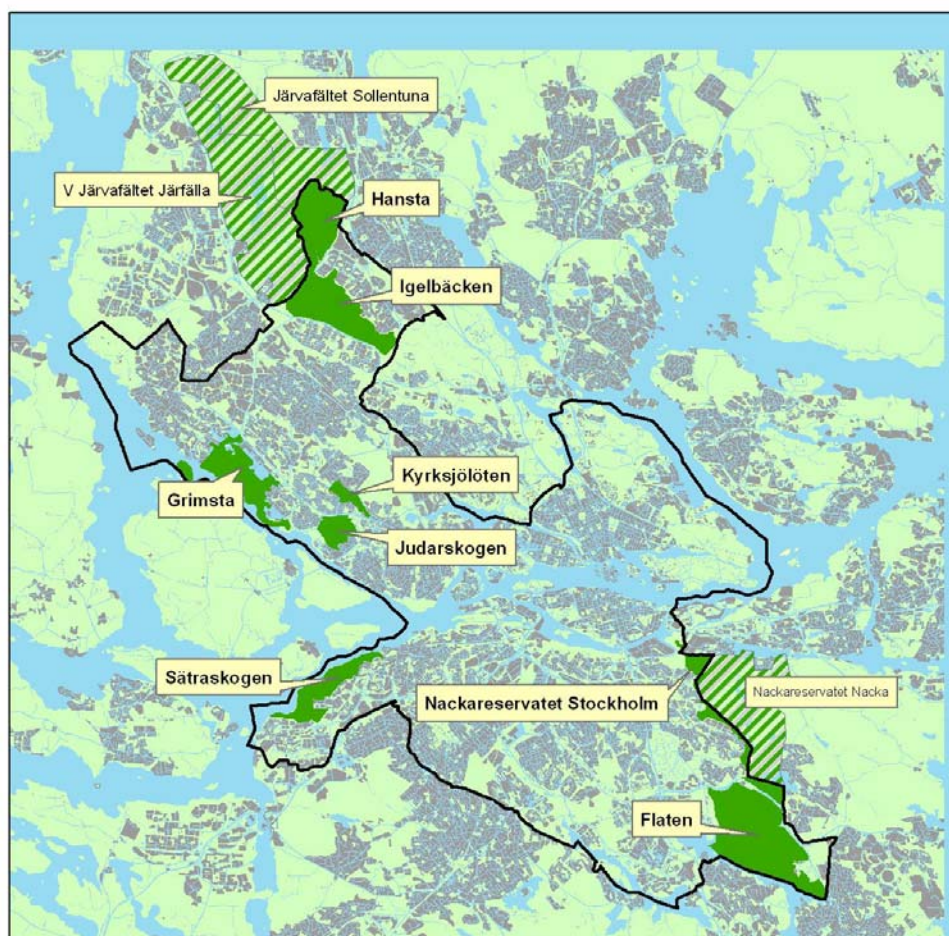 Järvafältet Sollentuna
V Järvafältet Järfälla
Hansta
Igelbäcken
Kyrksjölöten
Grimsta
Judarskogen
Sätraskogen
Nackareservatet Stockholm
Nackareservatet Nacka
Flaten